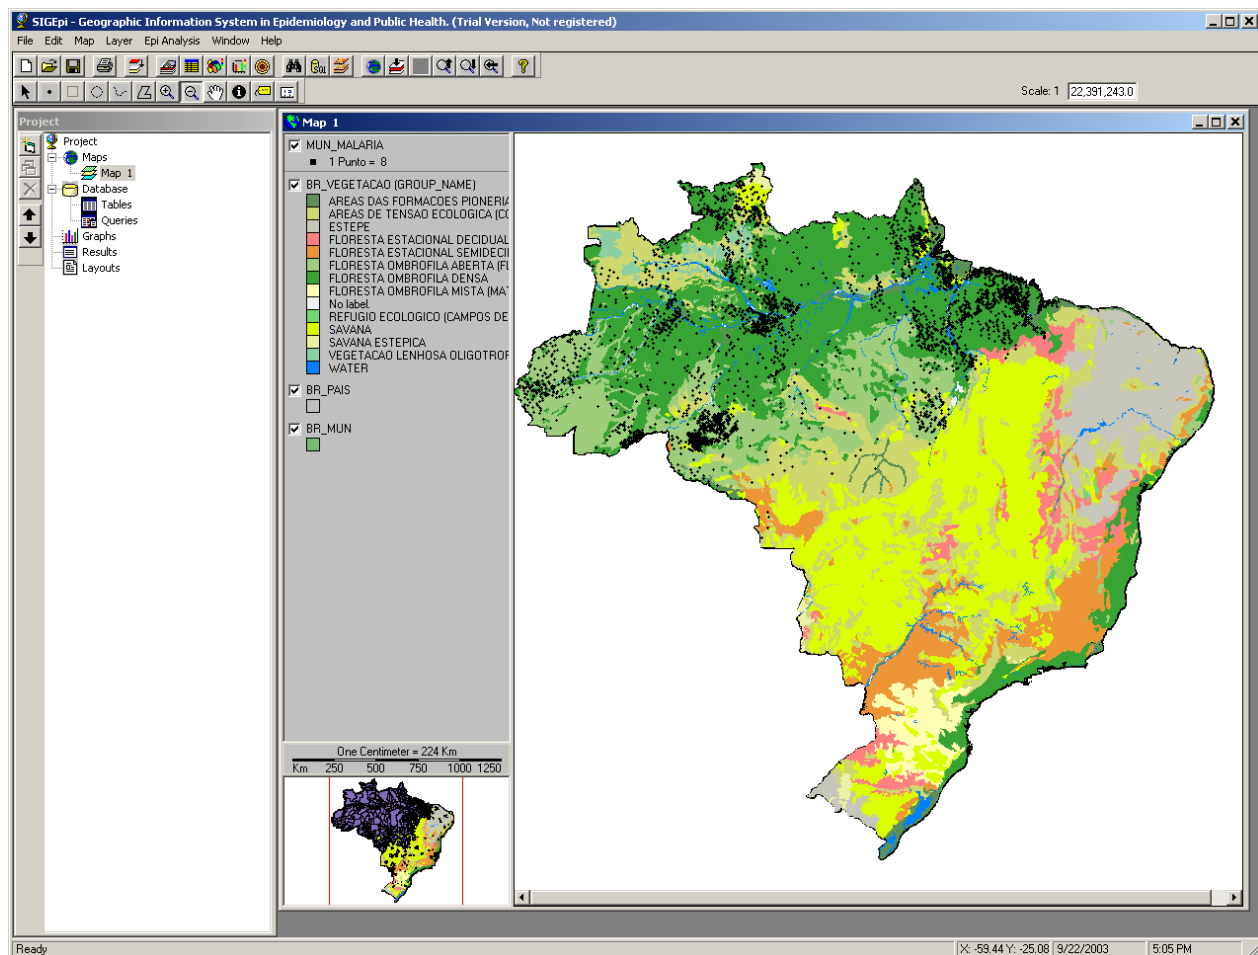 SIGEpi - Geographic Information System in Epidemiology and Public Health. (Trial Version, Not registered)
File Edit Map Layer Epi Analysis Window Help
Scale: 1 22,391,243.0
Project
Project
Maps
Map 1
Database
Tables
Queries
Graphs
Results
Layouts
Map 1
MUN_MALARIA
1 Punto = 8
BR_VEGETACAO (GROUP_NAME)
AREAS DAS FORMACOES PIONERIA
AREAS DE TENSAO ECOLOGICA (CO
ESTEPE
FLORESTA ESTACIONAL DECIDUAL
FLORESTA ESTACIONAL SEMIDECI
FLORESTA OMBROFILA ABERTA (FL
FLORESTA OMBROFILA DENSA
FLORESTA OMBROFILA MISTA (MA
No label.
REFUGIO ECOLOGICO (CAMPOS DE
SAVANA
SAVANA ESTEPICA
VEGETACAO LENHOSA OLIGOTROF
WATER
BR_PAIS
BR_MUN
One Centimeter = 224 Km
Km 250 500 750 1000 1250
Ready X: -59.44 Y: -25.08 9/22/2003 5:05 PM